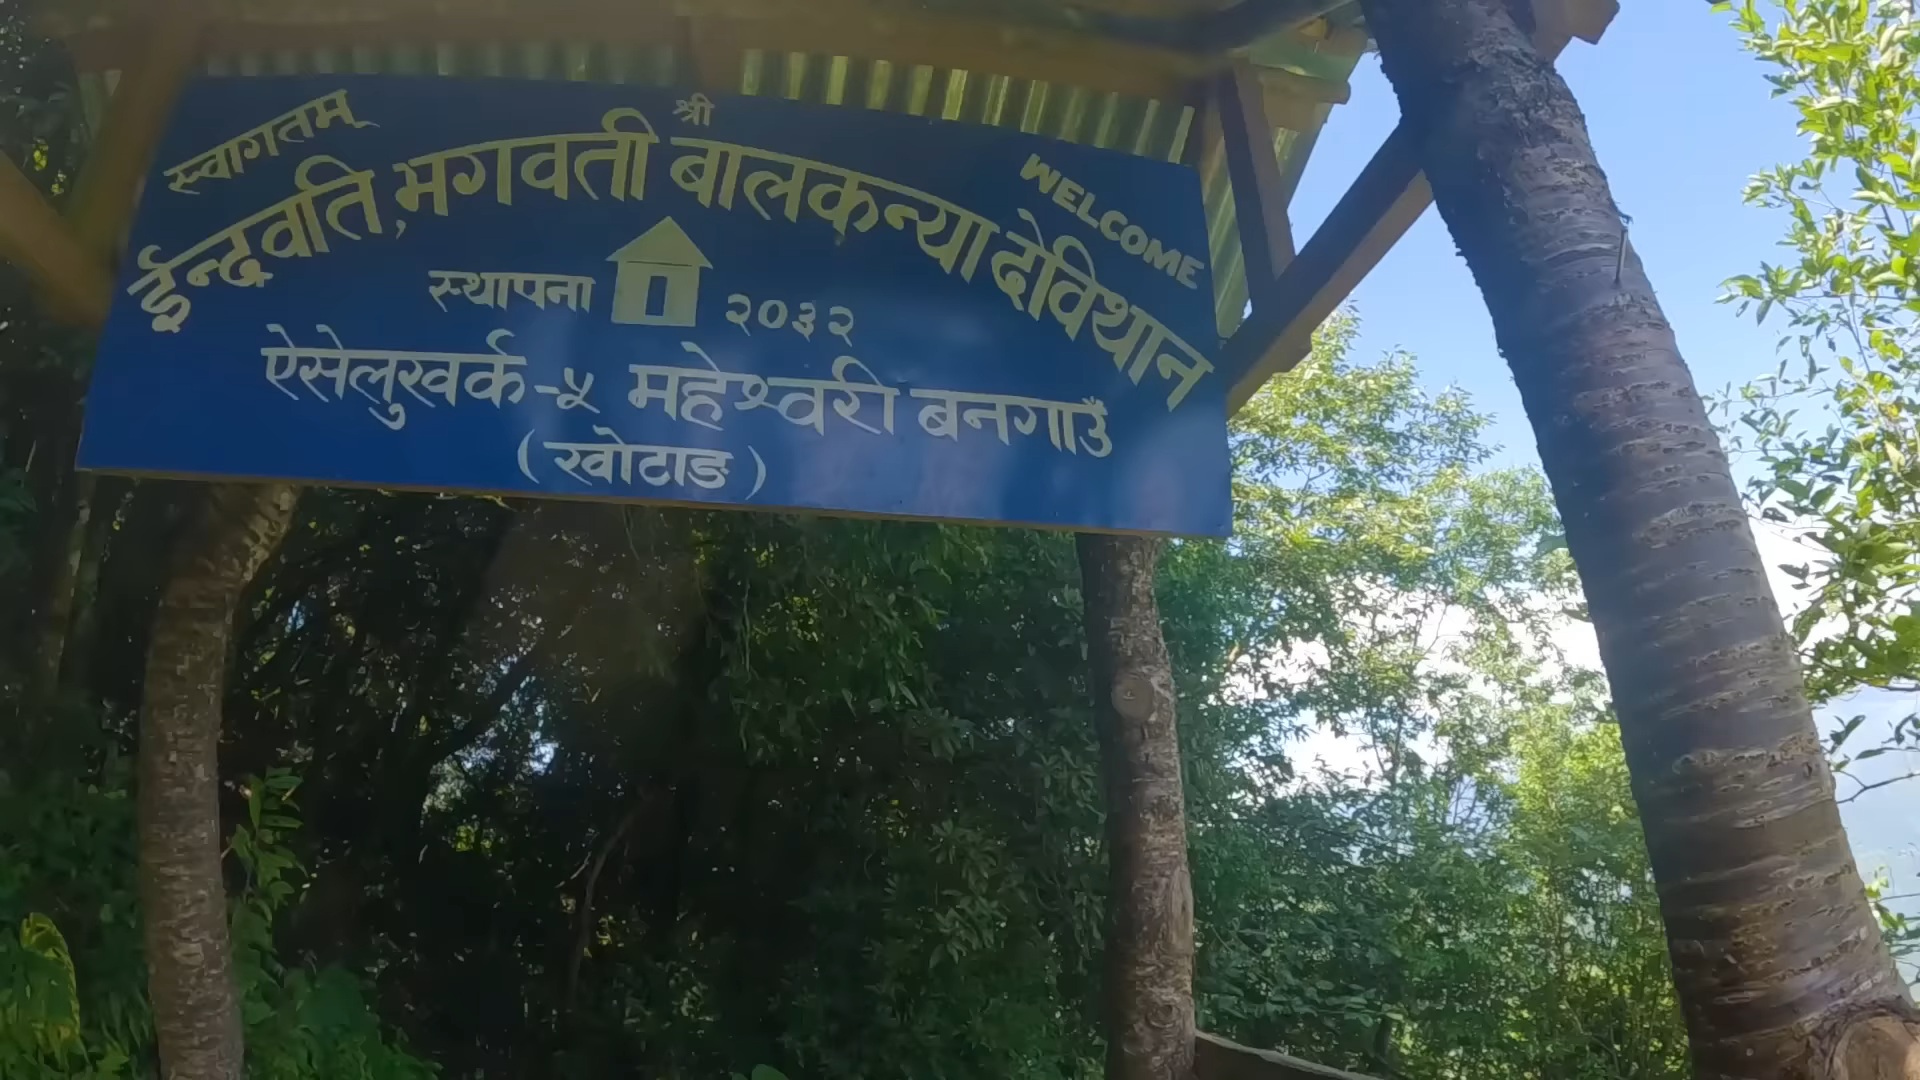 श्री
स्वागतम्
WELCOME
ईन्द्रवति, भगवती बालकन्या देविथान
स्थापना २०३२
ऐसेलुखर्क -५ महेश्वरी बनगाउँ
(खोटाङ)